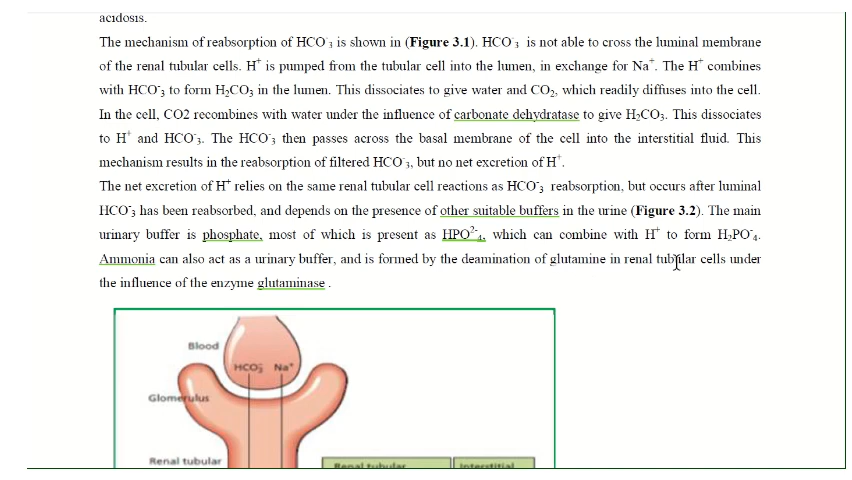 acidosis.
The mechanism of reabsorption of HCO⁻₃ is shown in (Figure 3.1). HCO⁻₃ is not able to cross the luminal membrane
of the renal tubular cells. H⁺ is pumped from the tubular cell into the lumen, in exchange for Na⁺. The H⁺ combines
with HCO⁻₃ to form H₂CO₃ in the lumen. This dissociates to give water and CO₂, which readily diffuses into the cell.
In the cell, CO2 recombines with water under the influence of carbonate dehydratase to give H₂CO₃. This dissociates
to H⁺ and HCO⁻₃. The HCO⁻₃ then passes across the basal membrane of the cell into the interstitial fluid. This
mechanism results in the reabsorption of filtered HCO⁻₃, but no net excretion of H⁺.
The net excretion of H⁺ relies on the same renal tubular cell reactions as HCO⁻₃ reabsorption, but occurs after luminal
HCO⁻₃ has been reabsorbed, and depends on the presence of other suitable buffers in the urine (Figure 3.2). The main
urinary buffer is phosphate, most of which is present as HPO²⁻₄, which can combine with H⁺ to form H₂PO⁻₄.
Ammonia can also act as a urinary buffer, and is formed by the deamination of glutamine in renal tubular cells under
the influence of the enzyme glutaminase .
Blood
HCO₃⁻ Na⁺
Glomerulus
Renal tubular
Renal tubular
Interstitial